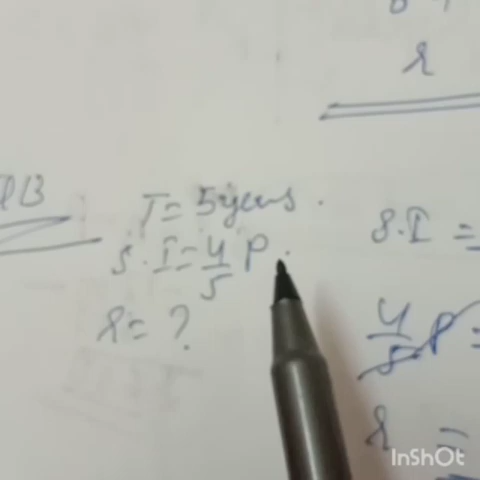 r
T = 5 years.
S.I = 4/5 P.
r = ?
S.I =
4/5 P =
r =
InShOt